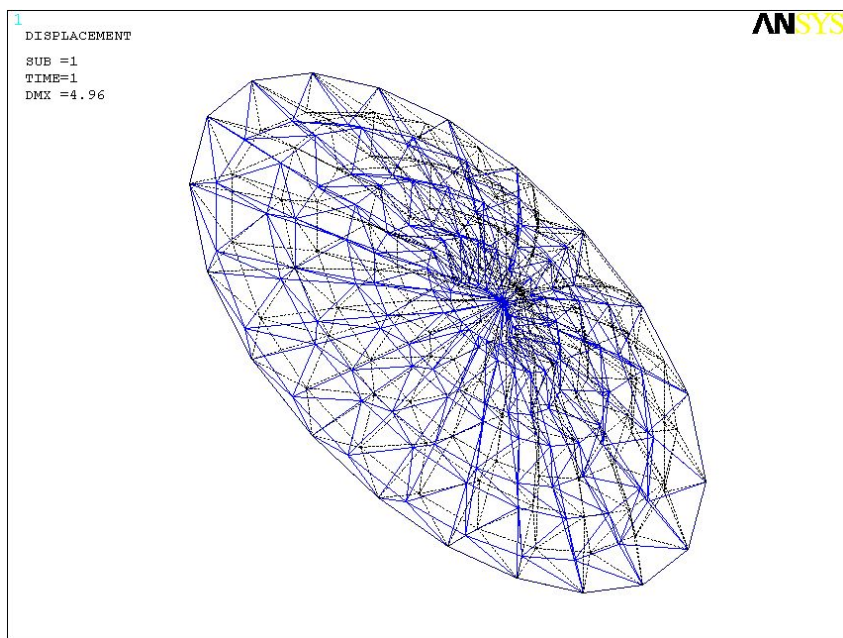 1
ANSYS
DISPLACEMENT
SUB =1
TIME=1
DMX =4.96